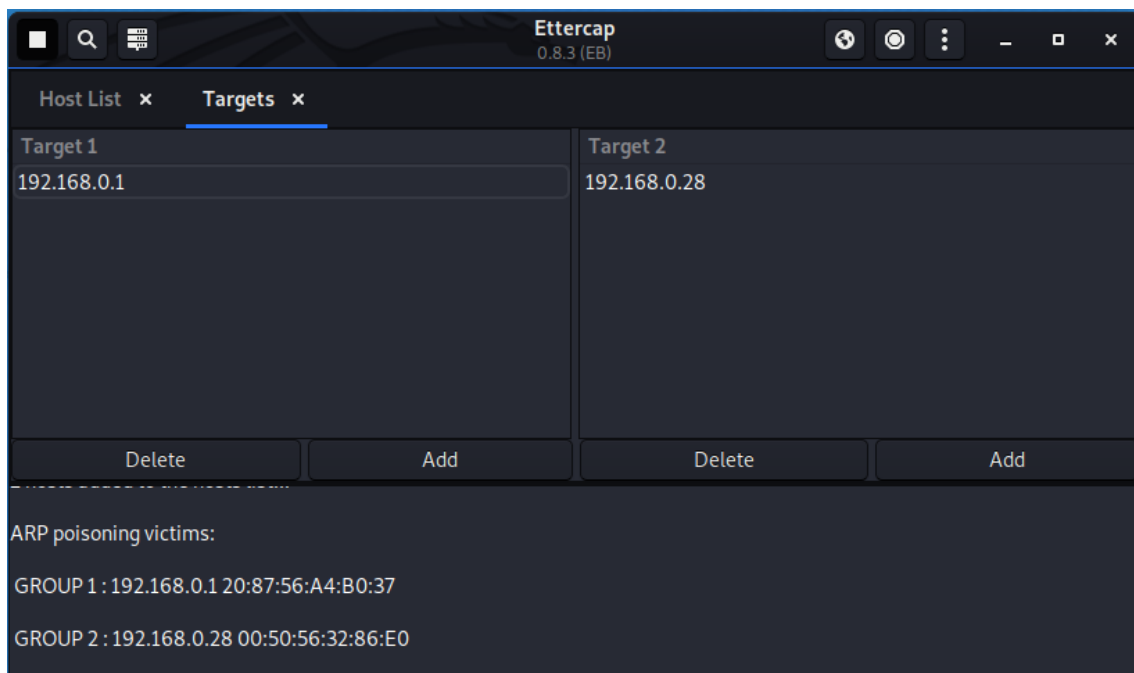 Ettercap
0.8.3 (EB)
Host List × Targets ×
Target 1 Target 2
192.168.0.1 192.168.0.28
Delete Add Delete Add
ARP poisoning victims:
GROUP 1 : 192.168.0.1 20:87:56:A4:B0:37
GROUP 2 : 192.168.0.28 00:50:56:32:86:E0